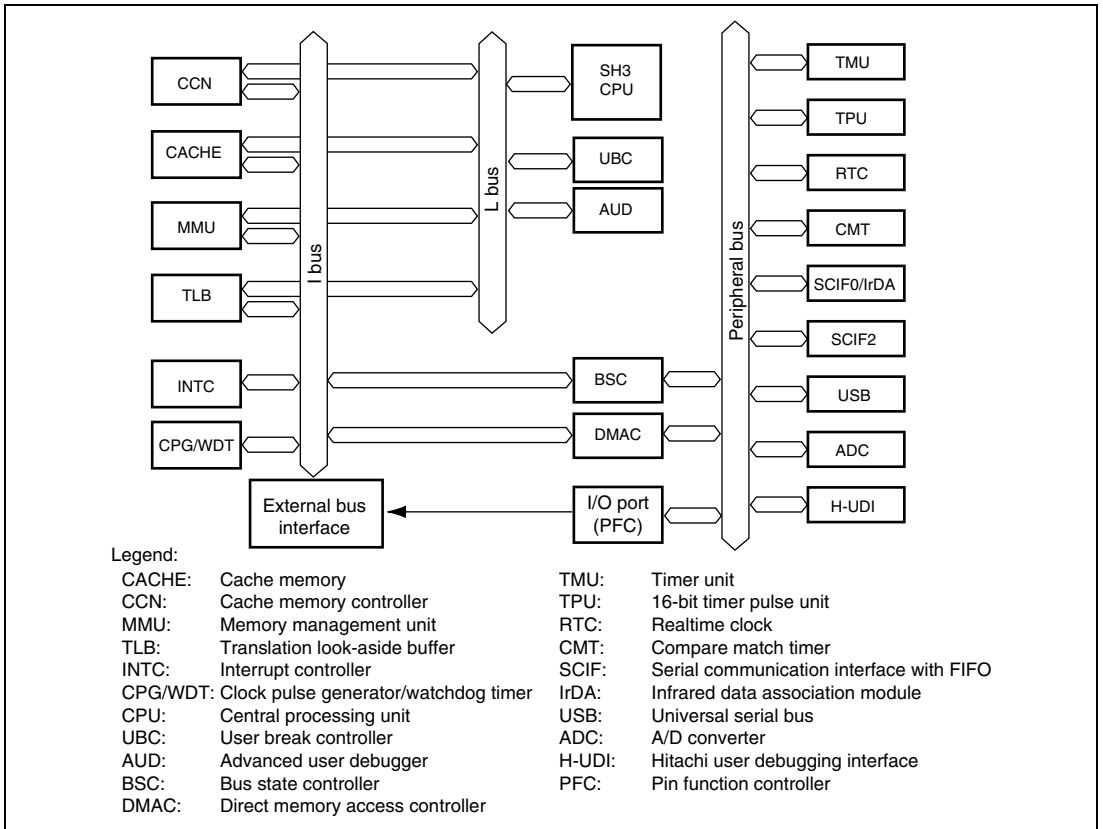 CCN
CACHE
MMU
TLB
INTC
CPG/WDT
I bus
L bus
SH3
CPU
UBC
AUD
BSC
DMAC
I/O port
(PFC)
External bus
interface
Peripheral bus
TMU
TPU
RTC
CMT
SCIF0/IrDA
SCIF2
USB
ADC
H-UDI
Legend:
CACHE: Cache memory
CCN: Cache memory controller
MMU: Memory management unit
TLB: Translation look-aside buffer
INTC: Interrupt controller
CPG/WDT: Clock pulse generator/watchdog timer
CPU: Central processing unit
UBC: User break controller
AUD: Advanced user debugger
BSC: Bus state controller
DMAC: Direct memory access controller
TMU: Timer unit
TPU: 16-bit timer pulse unit
RTC: Realtime clock
CMT: Compare match timer
SCIF: Serial communication interface with FIFO
IrDA: Infrared data association module
USB: Universal serial bus
ADC: A/D converter
H-UDI: Hitachi user debugging interface
PFC: Pin function controller